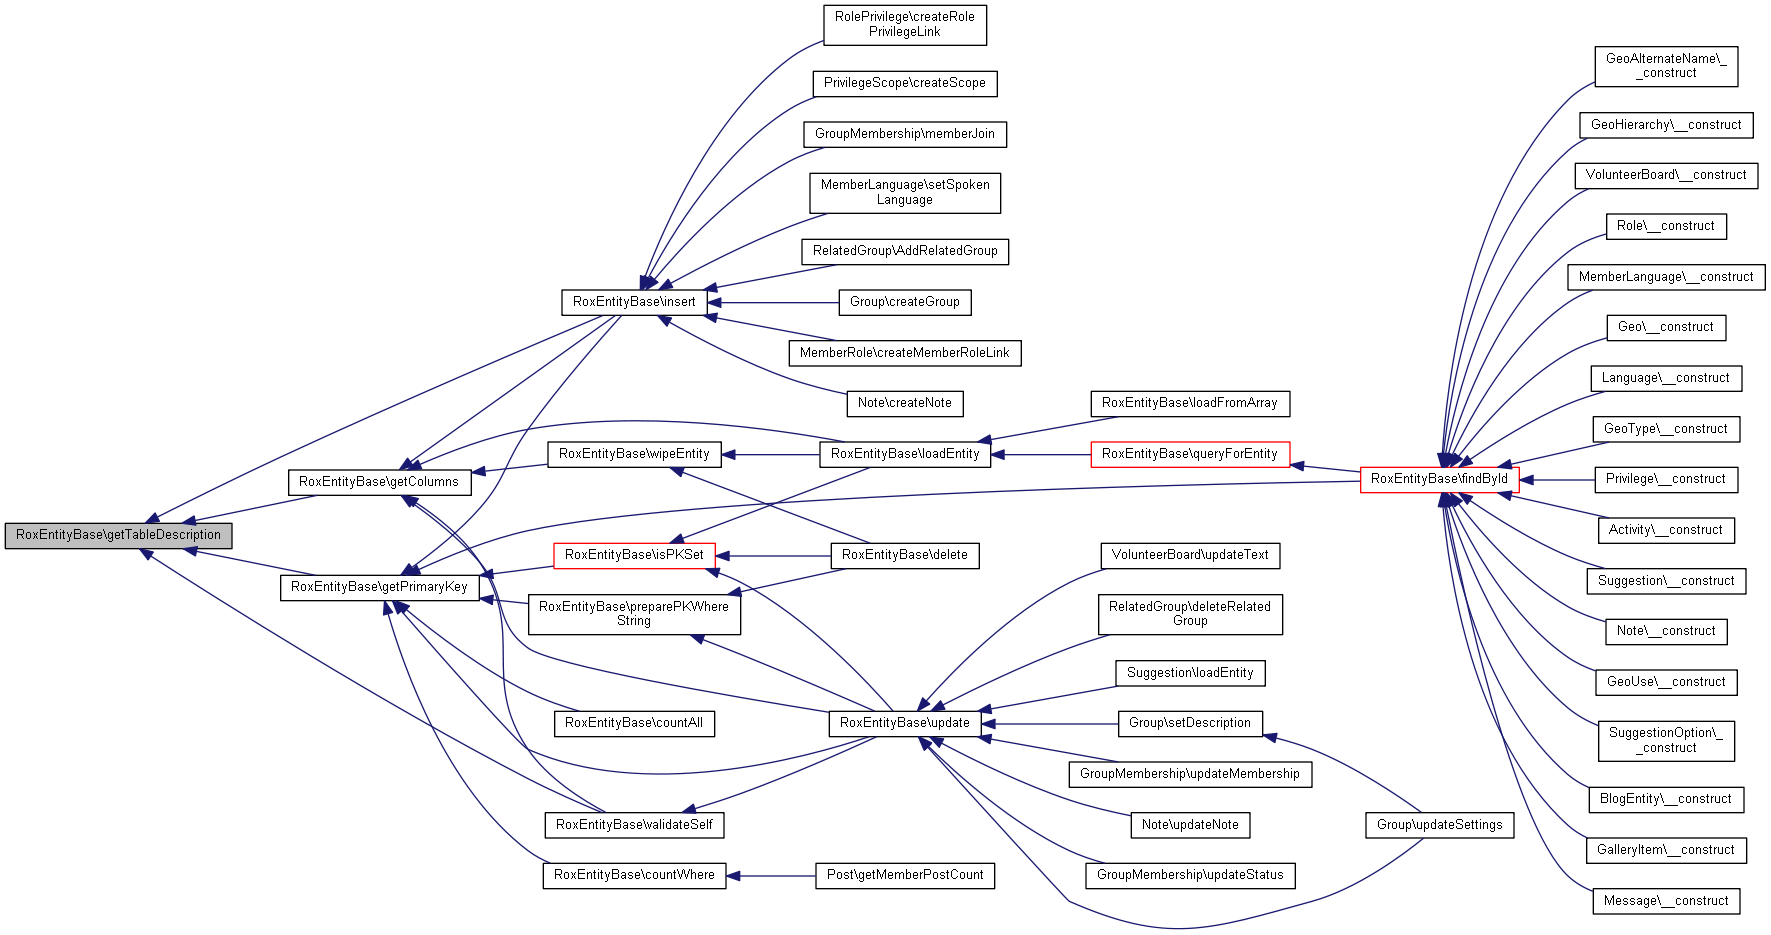 RoxEntityBase\getTableDescription
RoxEntityBase\getColumns
RoxEntityBase\getPrimaryKey
RoxEntityBase\insert
RoxEntityBase\wipeEntity
RoxEntityBase\isPKSet
RoxEntityBase\preparePKWhere
String
RoxEntityBase\countAll
RoxEntityBase\validateSelf
RoxEntityBase\countWhere
RolePrivilege\createRole
PrivilegeLink
PrivilegeScope\createScope
GroupMembership\memberJoin
MemberLanguage\setSpoken
Language
RelatedGroup\AddRelatedGroup
Group\createGroup
MemberRole\createMemberRoleLink
Note\createNote
RoxEntityBase\loadEntity
RoxEntityBase\delete
RoxEntityBase\update
Post\getMemberPostCount
RoxEntityBase\loadFromArray
RoxEntityBase\queryForEntity
VolunteerBoard\updateText
RelatedGroup\deleteRelated
Group
Suggestion\loadEntity
Group\setDescription
GroupMembership\updateMembership
Note\updateNote
GroupMembership\updateStatus
RoxEntityBase\findById
Group\updateSettings
GeoAlternateName\_
_construct
GeoHierarchy\__construct
VolunteerBoard\__construct
Role\__construct
MemberLanguage\__construct
Geo\__construct
Language\__construct
GeoType\__construct
Privilege\__construct
Activity\__construct
Suggestion\__construct
Note\__construct
GeoUse\__construct
SuggestionOption\_
_construct
BlogEntity\__construct
GalleryItem\__construct
Message\__construct